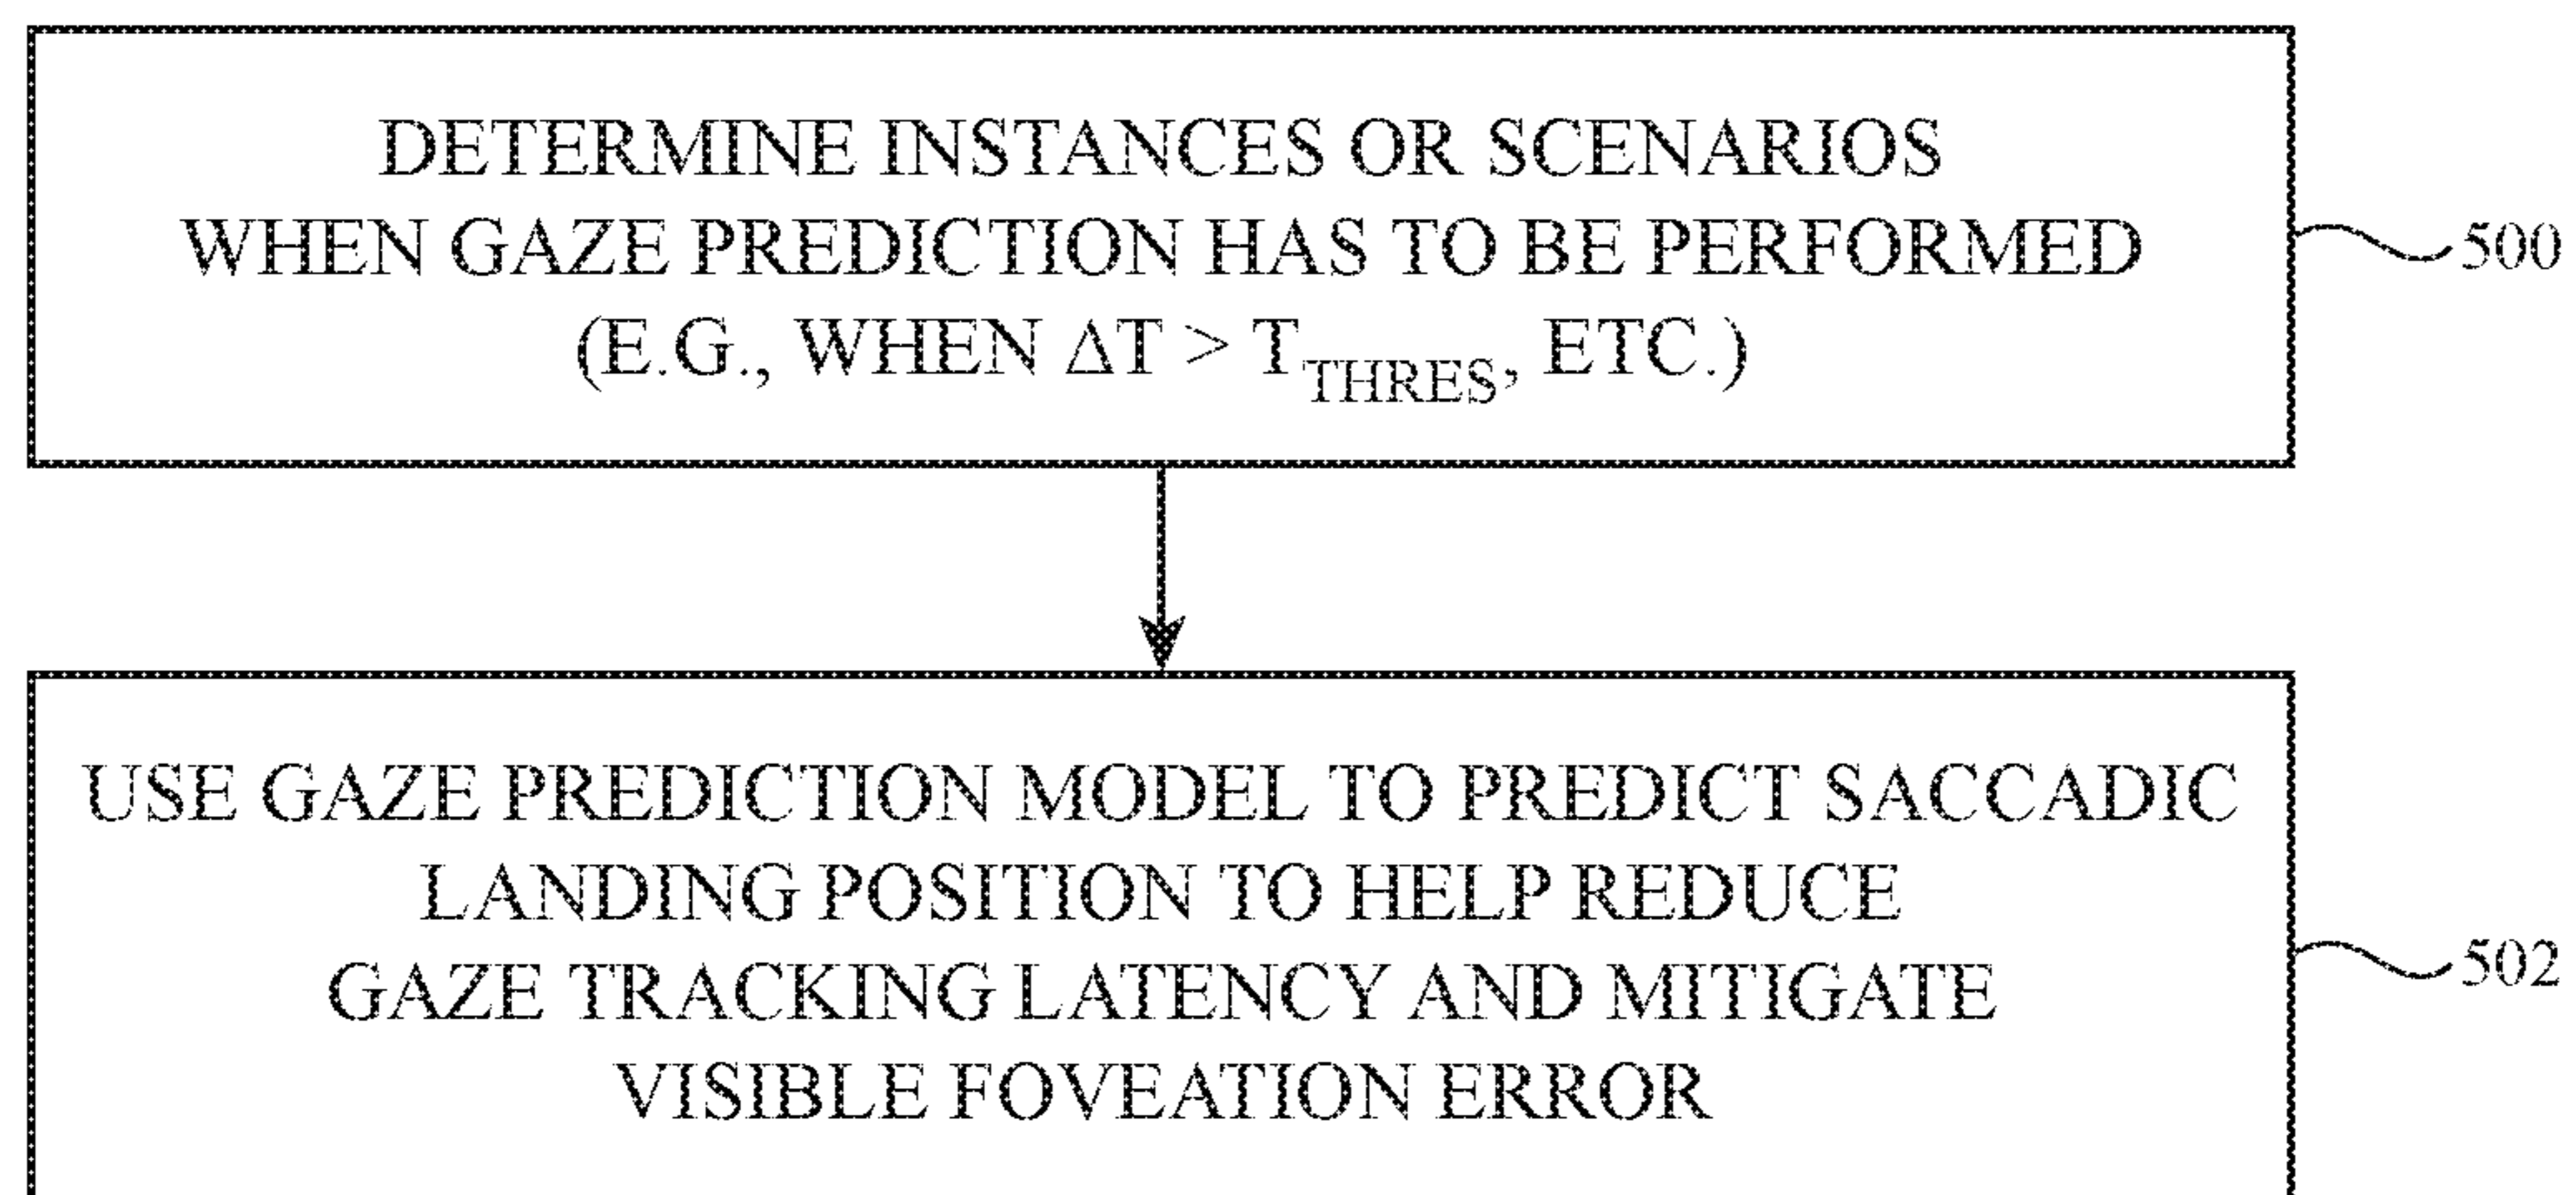 DETERMINE INSTANCES OR SCENARIOS
WHEN GAZE PREDICTION HAS TO BE PERFORMED
(E.G., WHEN ΔT > T_THRES, ETC.)
500
USE GAZE PREDICTION MODEL TO PREDICT SACCADIC
LANDING POSITION TO HELP REDUCE
GAZE TRACKING LATENCY AND MITIGATE
VISIBLE FOVEATION ERROR
502